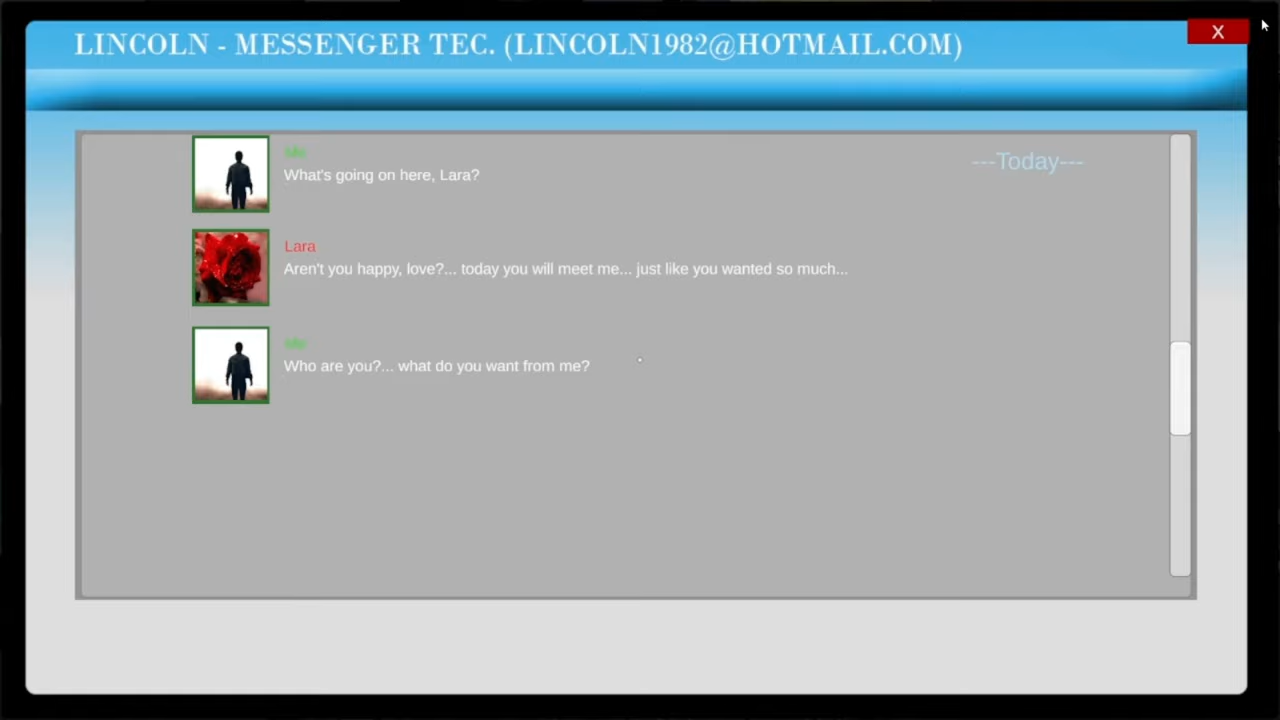 LINCOLN - MESSENGER TEC. (LINCOLN1982@HOTMAIL.COM)
X
---Today---
What's going on here, Lara?
Lara
Aren't you happy, love?... today you will meet me... just like you wanted so much...
Who are you?... what do you want from me?